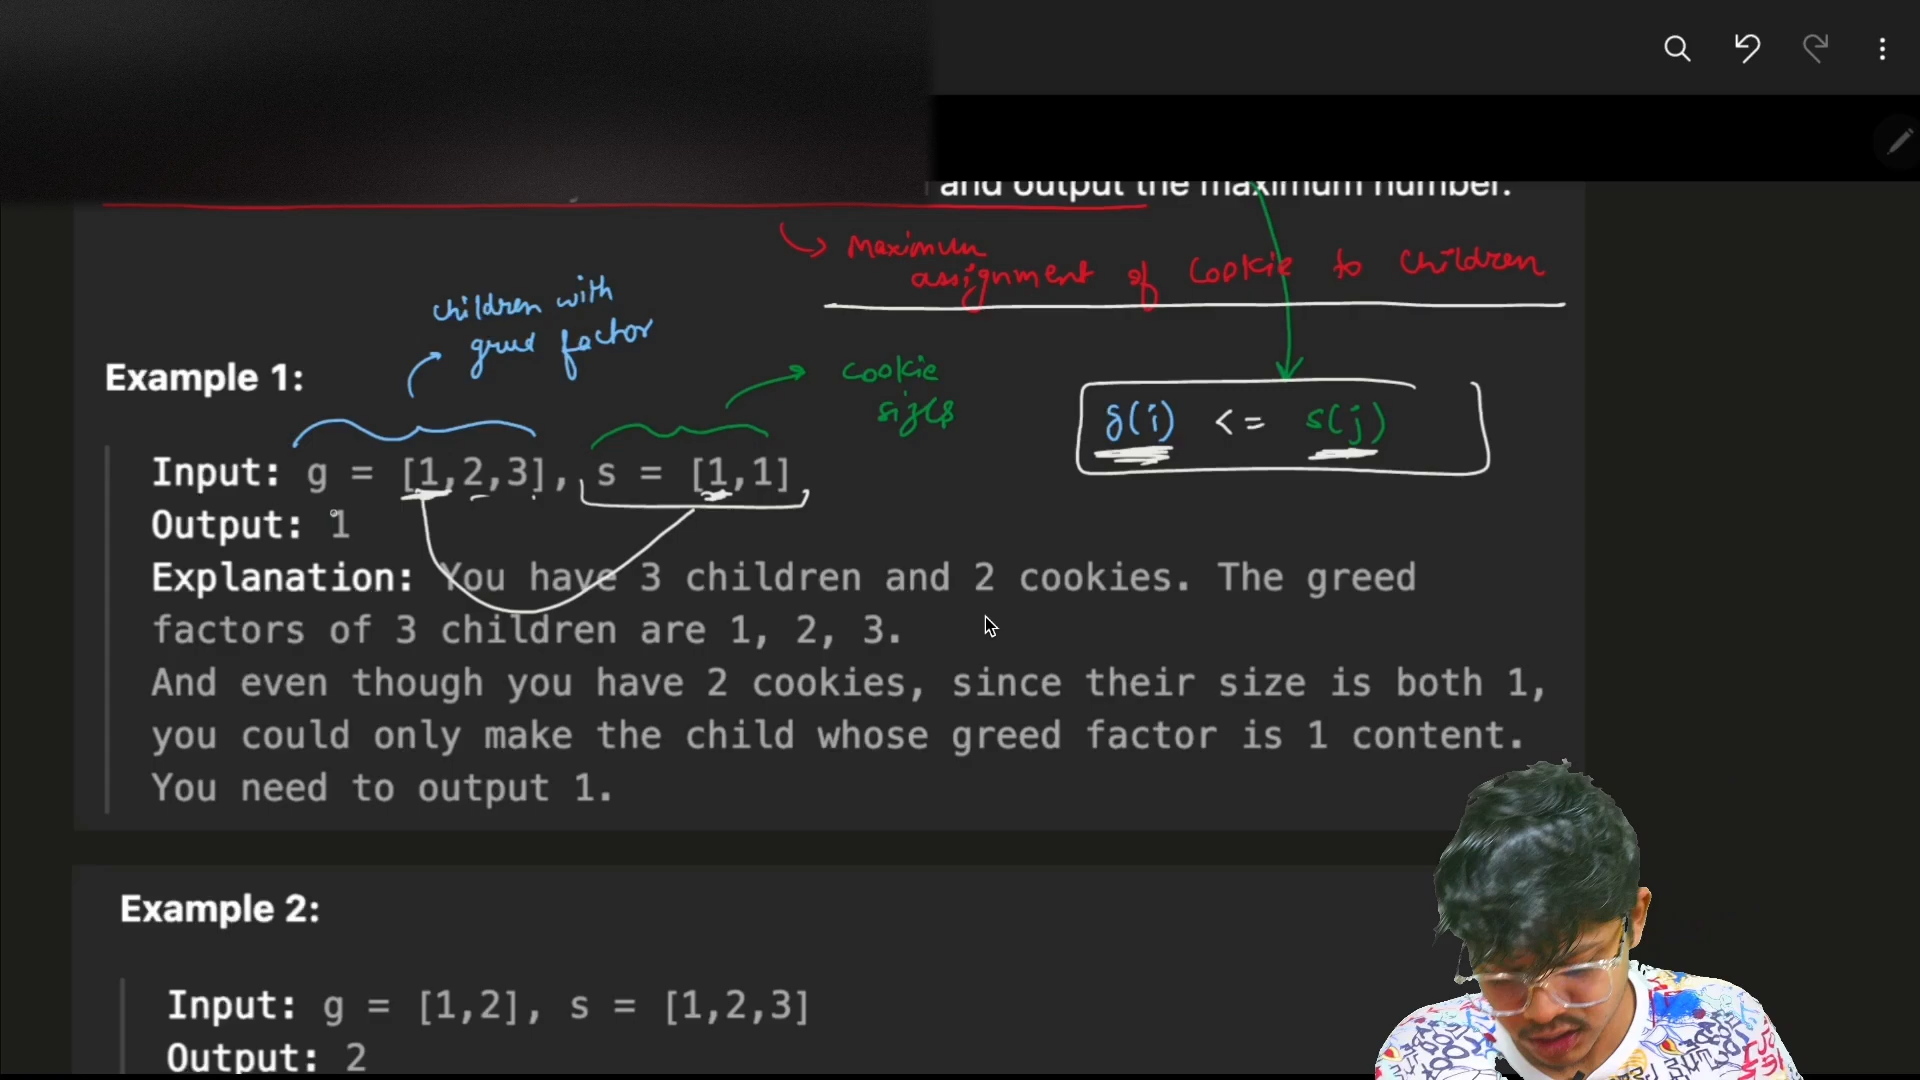 and output the maximum number.
Maximum
assignment of Cookie to Children
children with
greed factor
Example 1:
cookie
sizes
g(i) <= s(j)
Input: g = [1,2,3], s = [1,1]
Output: 1
Explanation: You have 3 children and 2 cookies. The greed
factors of 3 children are 1, 2, 3.
And even though you have 2 cookies, since their size is both 1,
you could only make the child whose greed factor is 1 content.
You need to output 1.
Example 2:
Input: g = [1,2], s = [1,2,3]
Output: 2